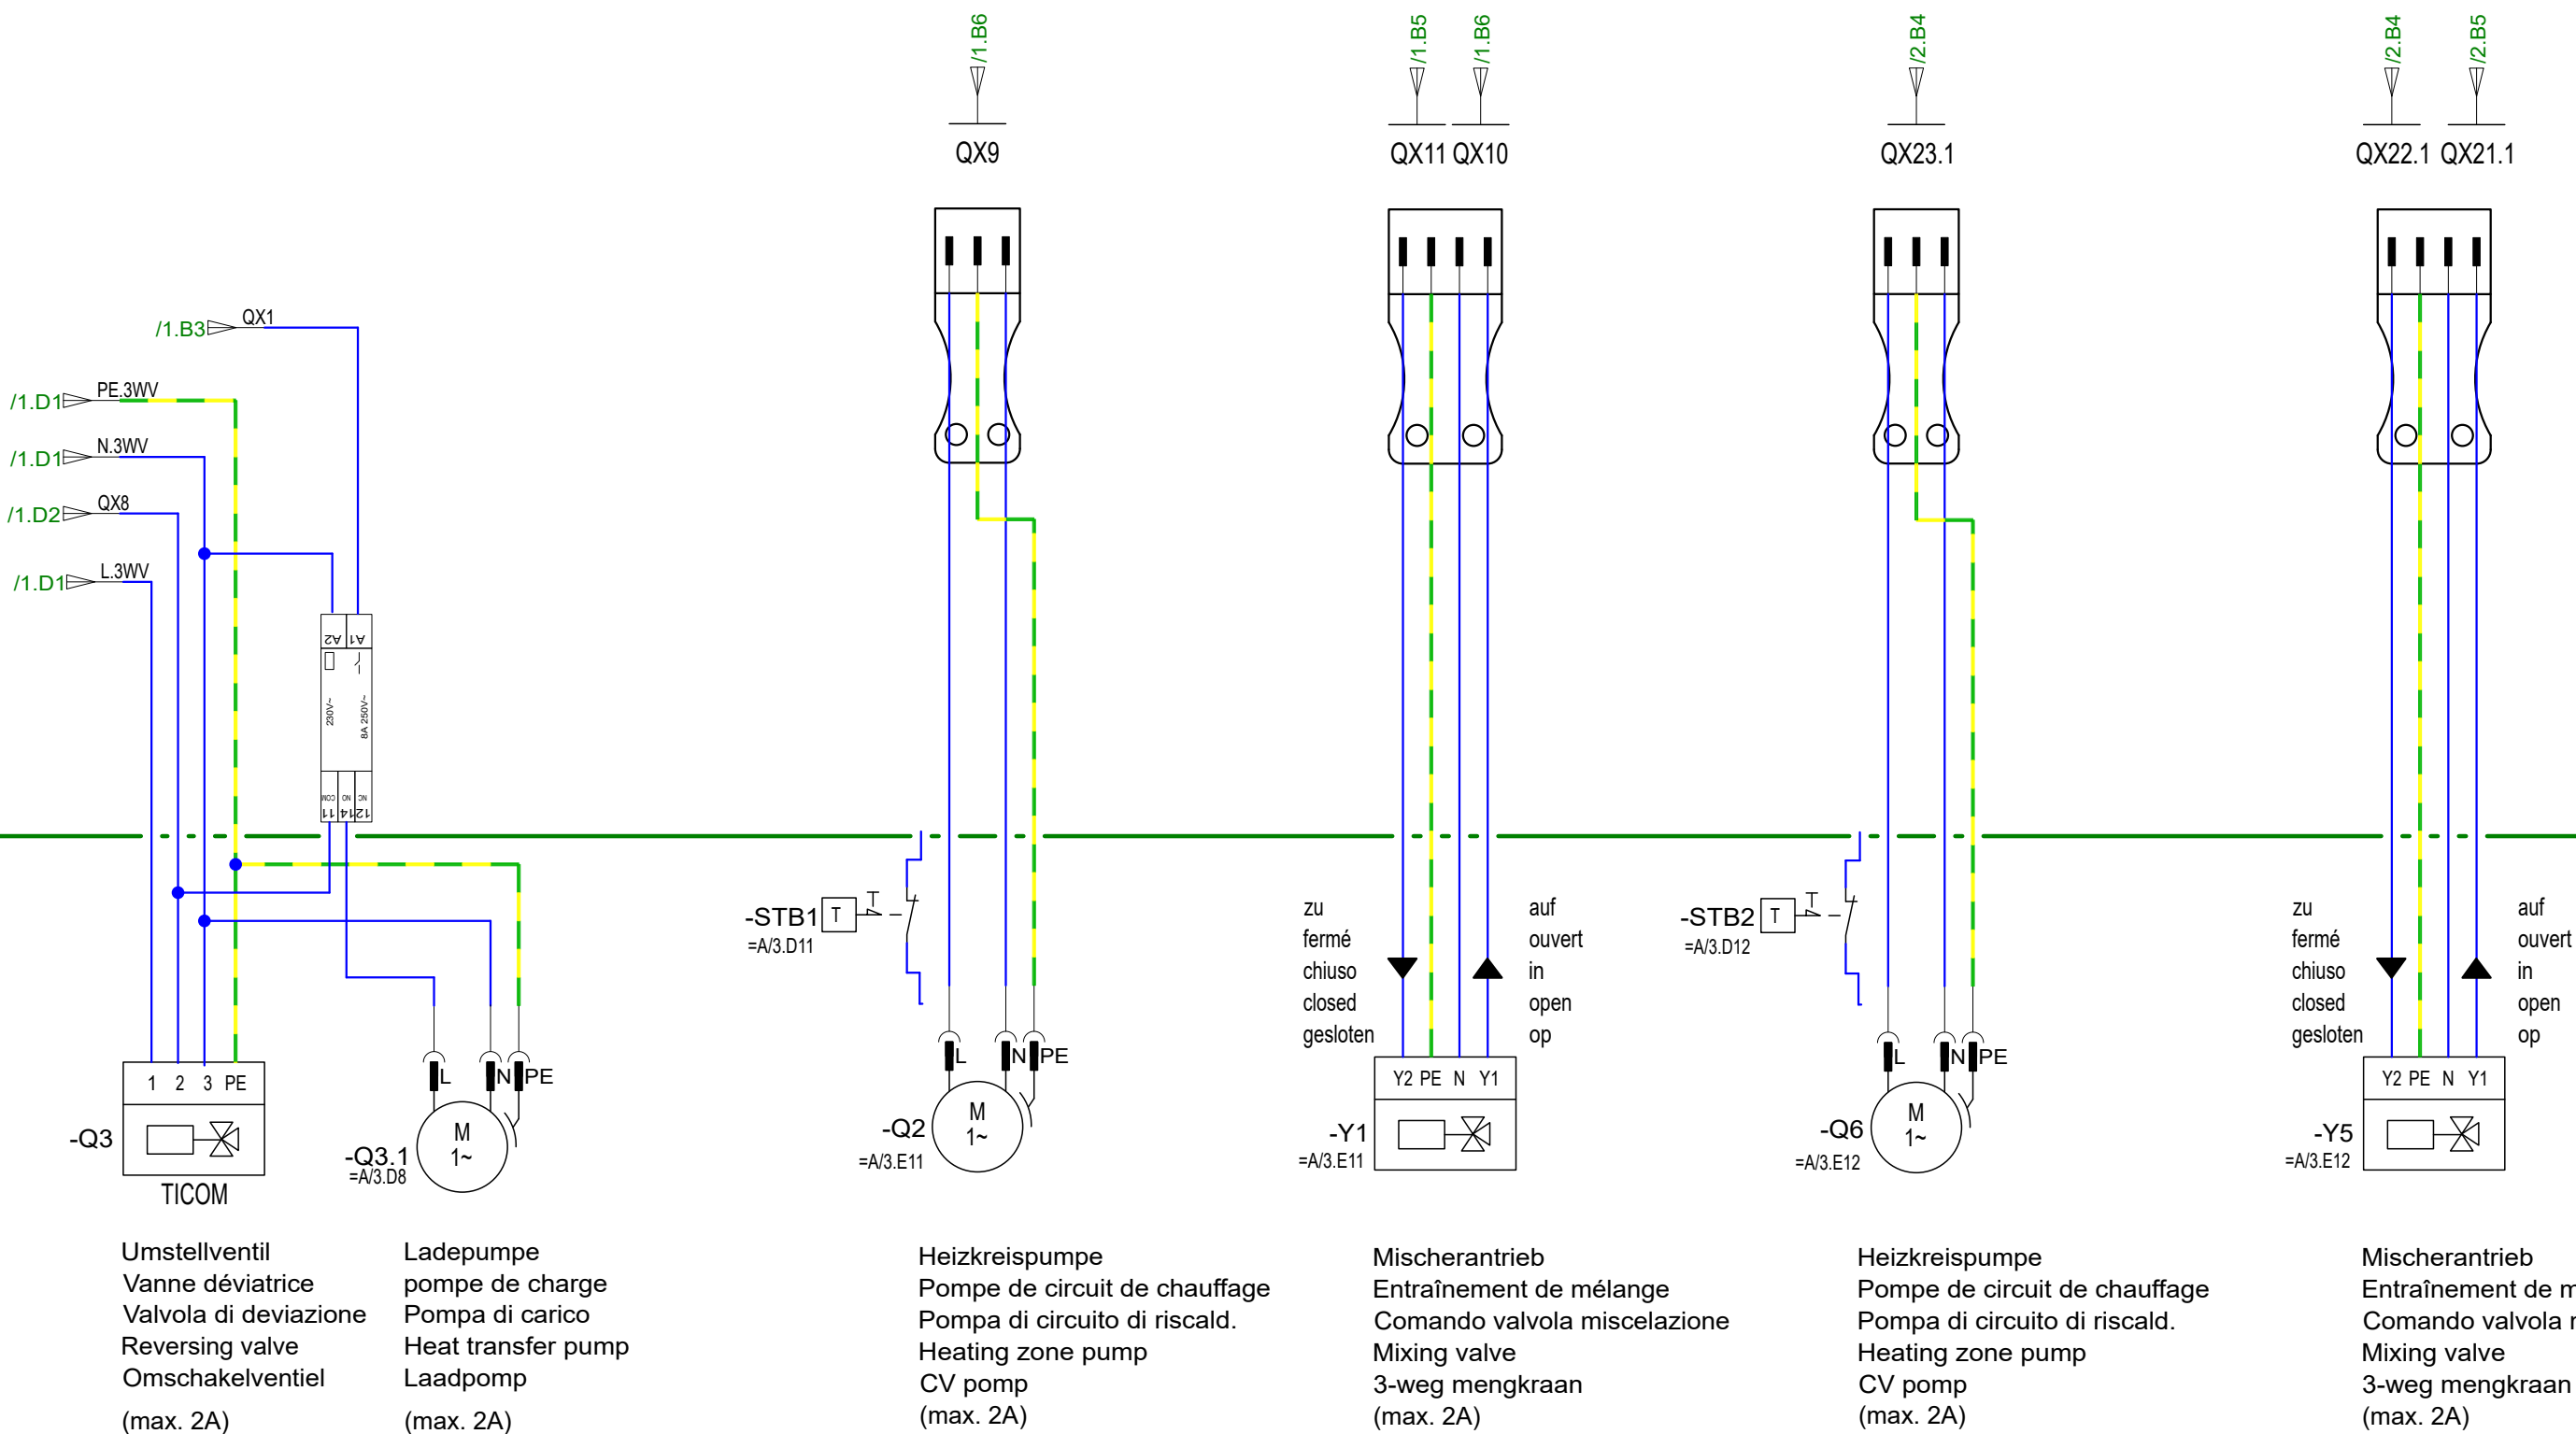 /1.B6
/1.B5
/1.B6
/2.B4
/2.B4
/2.B5
QX9
QX11 QX10
QX23.1
QX22.1 QX21.1
/1.B3 QX1
/1.D1 PE.3WV
/1.D1 N.3WV
/1.D2 QX8
/1.D1 L.3WV
A2 A1
230V~
8A 250V~
COM NO NC
11 14 12
-STB1 T
=A/3.D11
zu
fermé
chiuso
closed
gesloten
auf
ouvert
in
open
op
-STB2 T
=A/3.D12
zu
fermé
chiuso
closed
gesloten
auf
ouvert
in
open
op
1 2 3 PE
-Q3
TICOM
L N PE
M
1~
-Q3.1
=A/3.D8
L N PE
M
1~
-Q2
=A/3.E11
Y2 PE N Y1
-Y1
=A/3.E11
L N PE
M
1~
-Q6
=A/3.E12
Y2 PE N Y1
-Y5
=A/3.E12
Umstellventil
Vanne déviatrice
Valvola di deviazione
Reversing valve
Omschakelventiel
(max. 2A)
Ladepumpe
pompe de charge
Pompa di carico
Heat transfer pump
Laadpomp
(max. 2A)
Heizkreispumpe
Pompe de circuit de chauffage
Pompa di circuito di riscald.
Heating zone pump
CV pomp
(max. 2A)
Mischerantrieb
Entraînement de mélange
Comando valvola miscelazione
Mixing valve
3-weg mengkraan
(max. 2A)
Heizkreispumpe
Pompe de circuit de chauffage
Pompa di circuito di riscald.
Heating zone pump
CV pomp
(max. 2A)
Mischerantrieb
Entraînement de
Comando valvola
Mixing valve
3-weg mengkraan
(max. 2A)